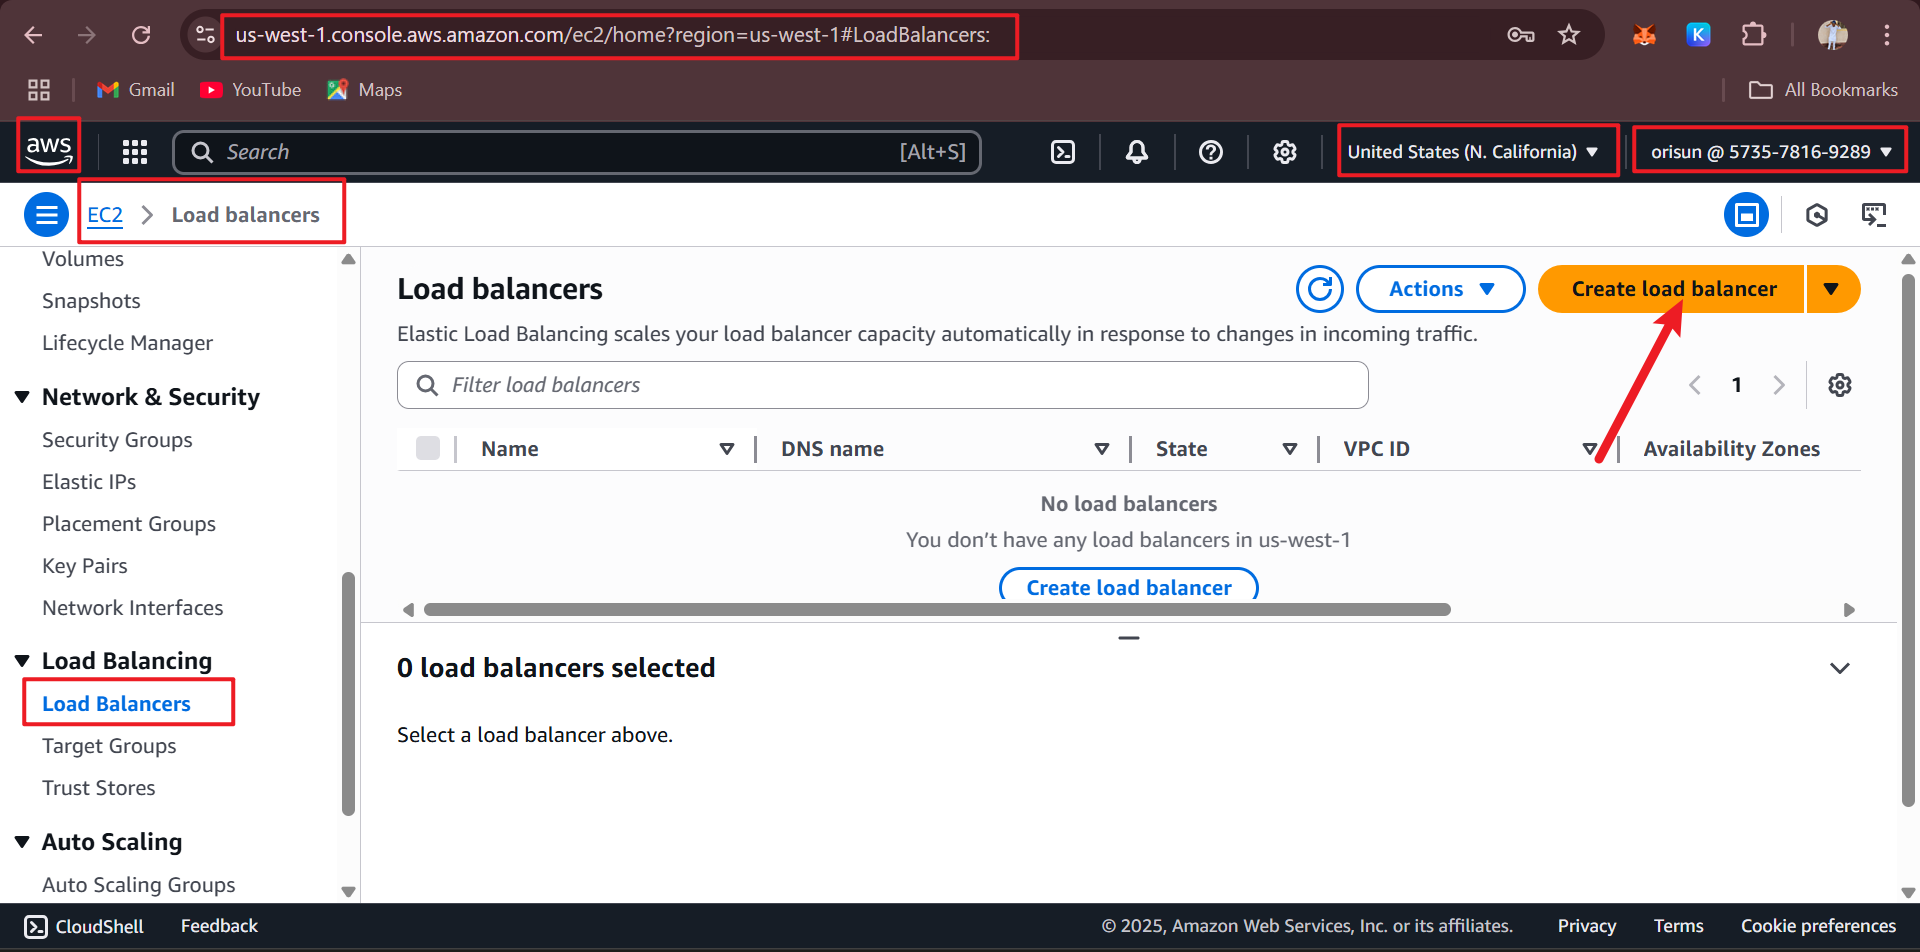 us-west-1.console.aws.amazon.com/ec2/home?region=us-west-1#LoadBalancers:
K
Gmail
YouTube
Maps
All Bookmarks
aws
Search
[Alt+S]
United States (N. California)
orisun @ 5735-7816-9289
EC2
Load balancers
Volumes
Snapshots
Lifecycle Manager
Network & Security
Security Groups
Elastic IPs
Placement Groups
Key Pairs
Network Interfaces
Load Balancing
Load Balancers
Target Groups
Trust Stores
Auto Scaling
Auto Scaling Groups
Load balancers
Actions
Create load balancer
Elastic Load Balancing scales your load balancer capacity automatically in response to changes in incoming traffic.
Filter load balancers
1
Name
DNS name
State
VPC ID
Availability Zones
No load balancers
You don’t have any load balancers in us-west-1
Create load balancer
0 load balancers selected
Select a load balancer above.
CloudShell
Feedback
© 2025, Amazon Web Services, Inc. or its affiliates.
Privacy
Terms
Cookie preferences